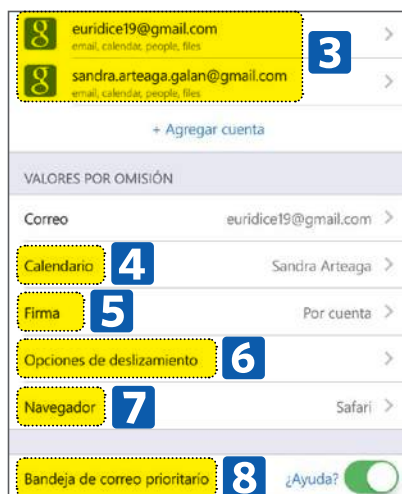 euridice19@gmail.com >
email, calendar, people, files
3
sandra.arteaga.galan@gmail.com >
email, calendar, people, files
+ Agregar cuenta
VALORES POR OMISIÓN
Correo euridice19@gmail.com >
Calendario 4 Sandra Arteaga >
Firma 5 Por cuenta >
Opciones de deslizamiento 6 >
Navegador 7 Safari >
Bandeja de correo prioritario 8 ¿Ayuda?